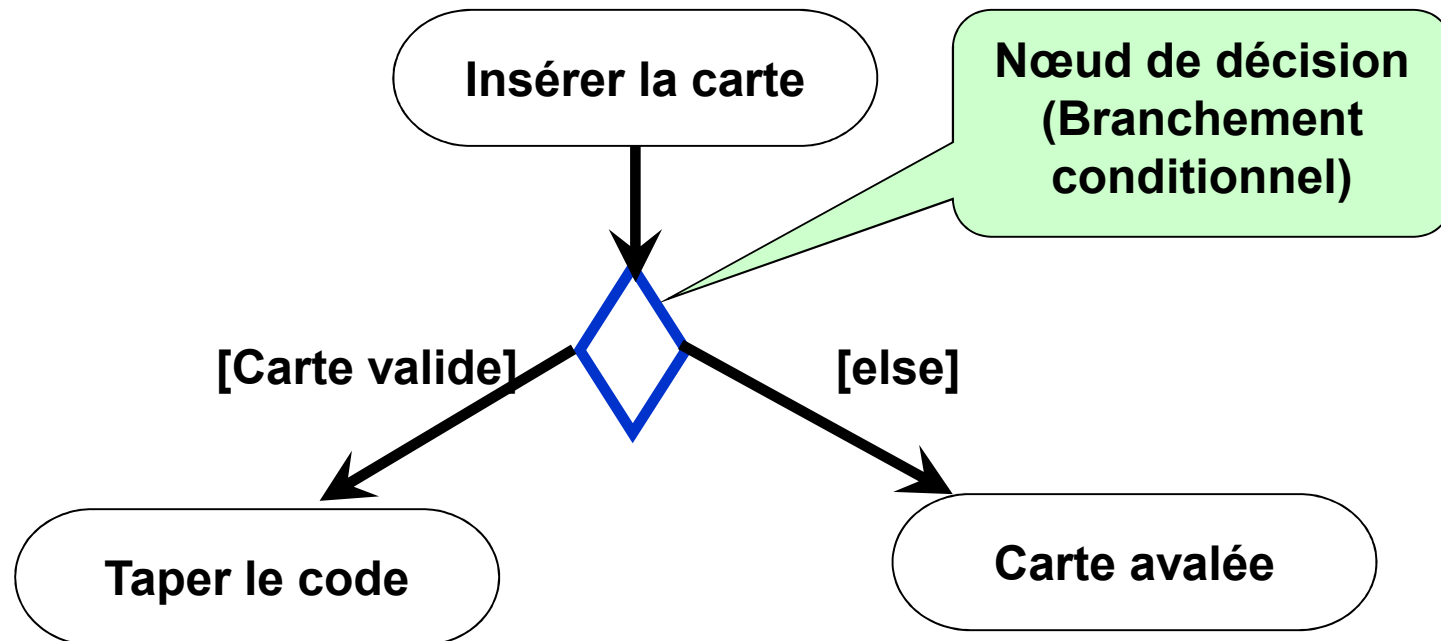 Insérer la carte
Nœud de décision
(Branchement
conditionnel)
[Carte valide]
[else]
Taper le code
Carte avalée